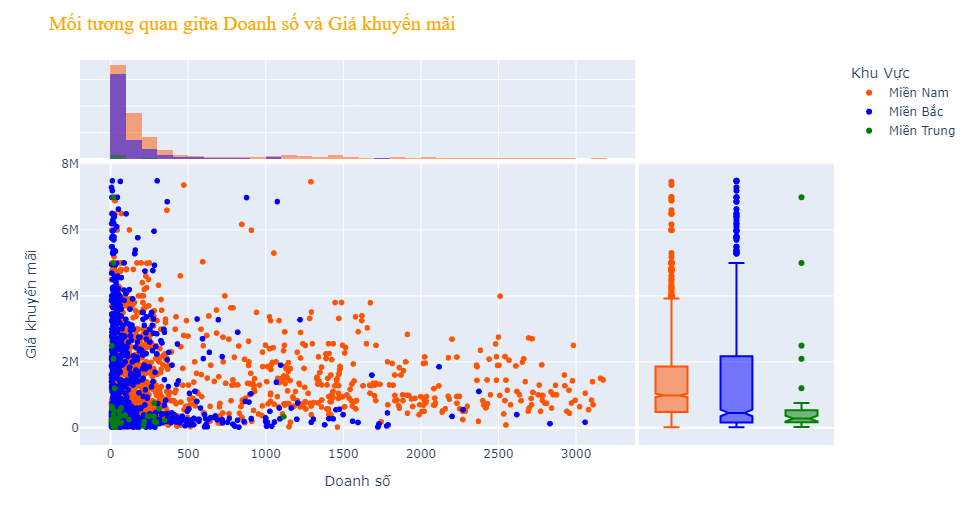 Mối tương quan giữa Doanh số và Giá khuyến mãi
Khu Vực
Miền Nam
Miền Bắc
Miền Trung
8M
6M
4M
2M
0
Giá khuyến mãi
0 500 1000 1500 2000 2500 3000
Doanh số